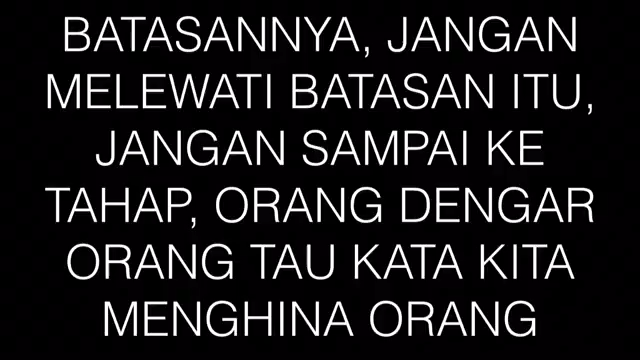 BATASANNYA, JANGAN
MELEWATI BATASAN ITU,
JANGAN SAMPAI KE
TAHAP, ORANG DENGAR
ORANG TAU KATA KITA
MENGHINA ORANG